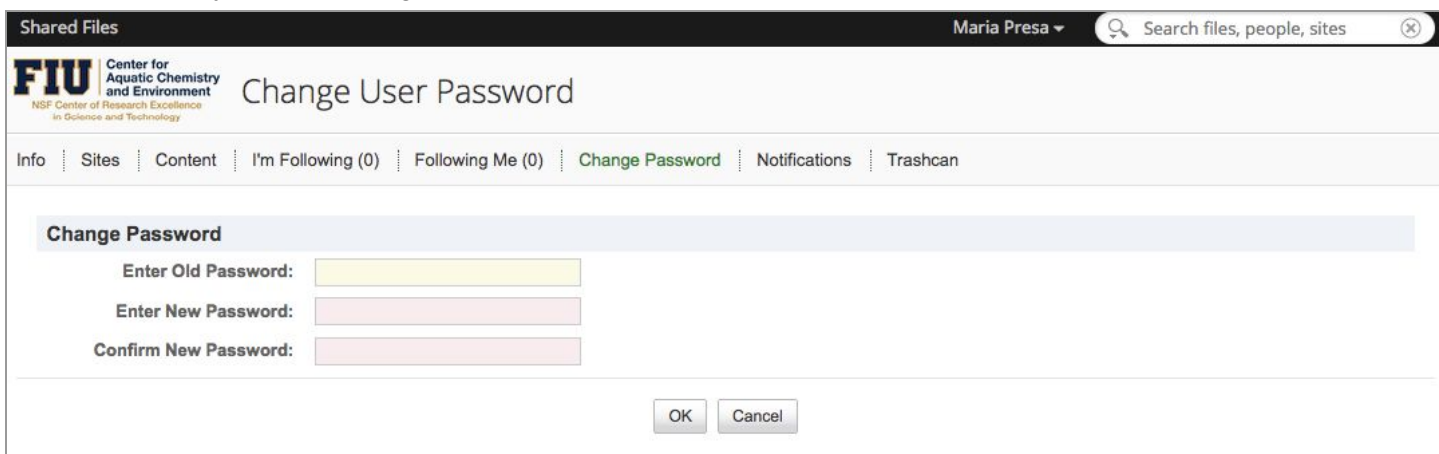 Shared Files
Maria Presa
Search files, people, sites
FIU
Center for
Aquatic Chemistry
and Environment
NSF Center of Research Excellence
in Science and Technology
Change User Password
Info Sites Content I'm Following (0) Following Me (0) Change Password Notifications Trashcan
Change Password
Enter Old Password:
Enter New Password:
Confirm New Password:
OK Cancel